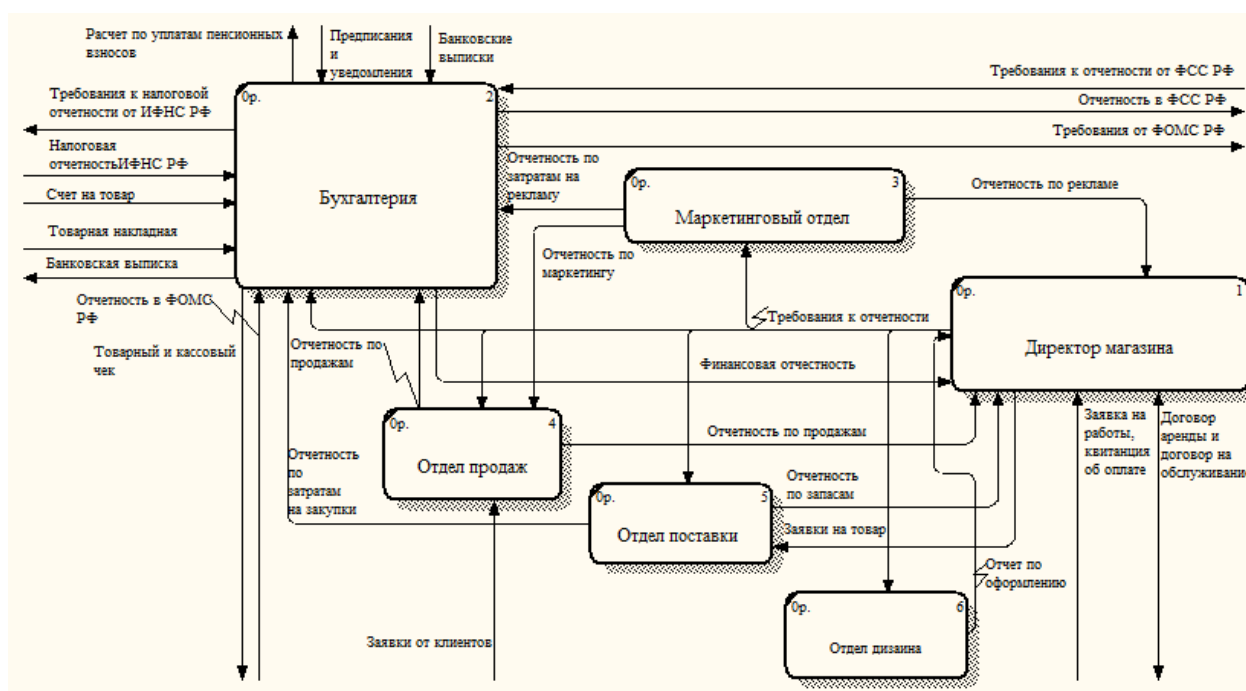 Расчет по уплатам пенсионных
взносов
Предписания
и
уведомления
Банковские
выписки
Требования к отчетности от ФСС РФ
Отчетность в ФСС РФ
Требования от ФОМС РФ
Требования к налоговой
отчетности от ИФНС РФ
Налоговая
отчетностьИФНС РФ
Счет на товар
Товарная накладная
Банковская выписка
0р.
2
Бухгалтерия
Отчетность по
затратам на
рекламу
0р.
3
Маркетинговый отдел
Отчетность по рекламе
Отчетность по
маркетингу
0р.
1
Директор магазина
Отчетность в ФОМС
РФ
Товарный и кассовый
чек
Отчетность по
продажам
Требования к отчетности
Финансовая отчестность
0р.
4
Отдел продаж
Отчетность по продажам
Заявка на
работы,
квитанция
об оплате
Договор
аренды и
договор на
обслуживание
Отчетность
по
затратам
на закупки
0р.
5
Отдел поставки
Отчетность
по запасам
Заявки на товар
Отчет по
оформлению
0р.
6
Отдел дизаина
Заявки от клиентов